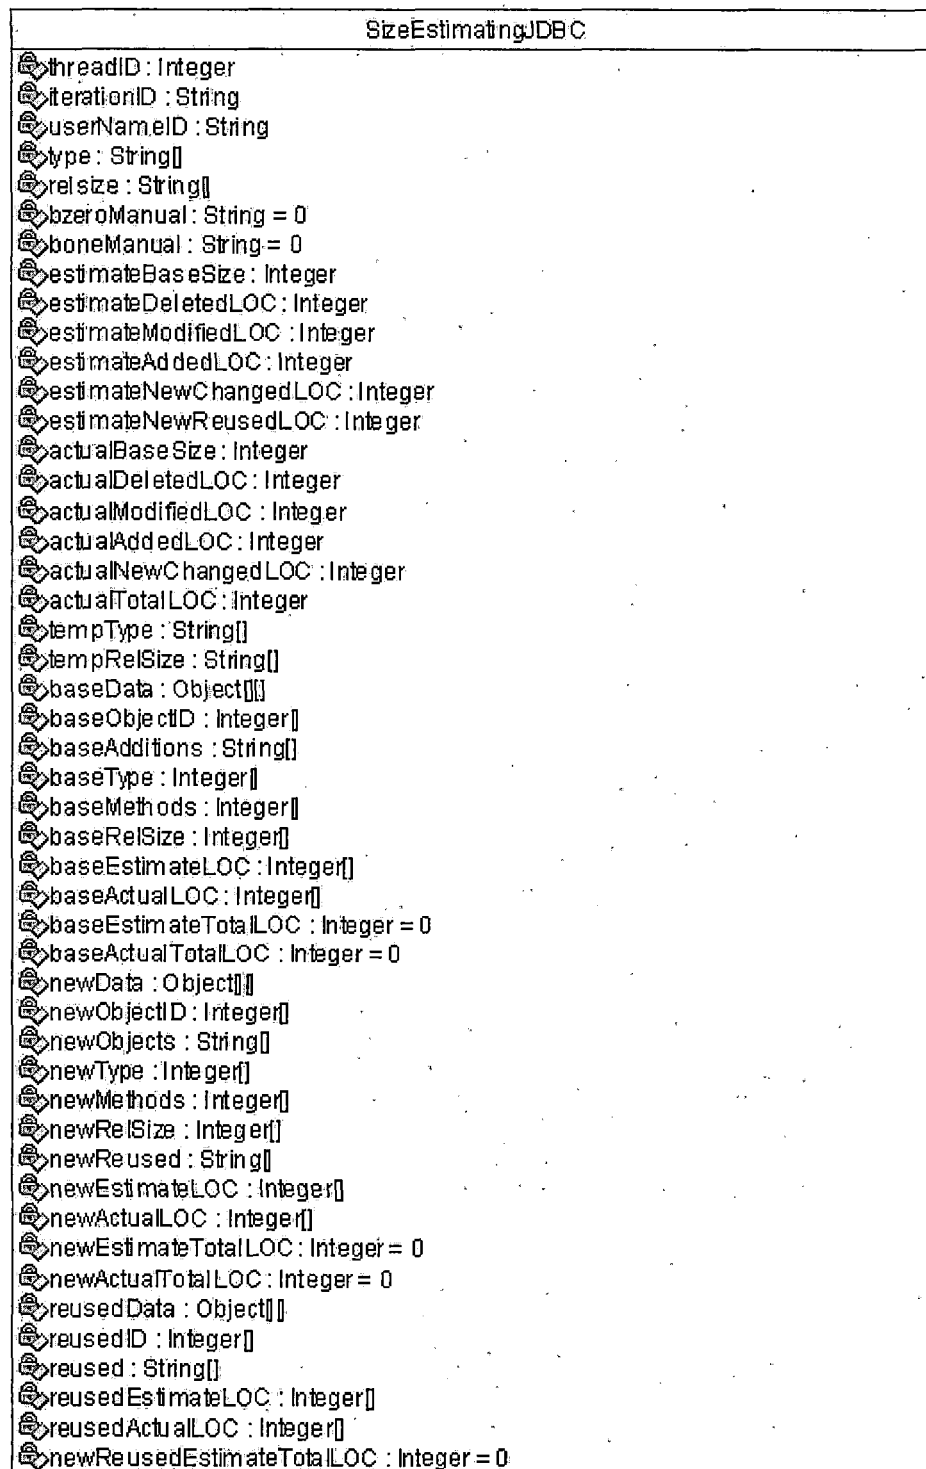 SizeEstimatingJDBC
threadID : Integer
iterationID : String
userNameID : String
type : String[]
relsize : String[]
bzeroManual : String = 0
boneManual : String = 0
estimateBaseSize : Integer
estimateDeletedLOC : Integer
estimateModifiedLOC : Integer
estimateAddedLOC : Integer
estimateNewChangedLOC : Integer
estimateNewReusedLOC : Integer
actualBaseSize : Integer
actualDeletedLOC : Integer
actualModifiedLOC : Integer
actualAddedLOC : Integer
actualNewChangedLOC : Integer
actualTotalLOC : Integer
tempType : String[]
tempRelSize : String[]
baseData : Object[][]
baseObjectID : Integer[]
baseAdditions : String[]
baseType : Integer[]
baseMethods : Integer[]
baseRelSize : Integer[]
baseEstimateLOC : Integer[]
baseActualLOC : Integer[]
baseEstimateTotalLOC : Integer = 0
baseActualTotalLOC : Integer = 0
newData : Object[][]
newObjectID : Integer[]
newObjects : String[]
newType : Integer[]
newMethods : Integer[]
newRelSize : Integer[]
newReused : String[]
newEstimateLOC : Integer[]
newActualLOC : Integer[]
newEstimateTotalLOC : Integer = 0
newActualTotalLOC : Integer = 0
reusedData : Object[][]
reusedID : Integer[]
reused : String[]
reusedEstimateLOC : Integer[]
reusedActualLOC : Integer[]
newReusedEstimateTotalLOC : Integer = 0